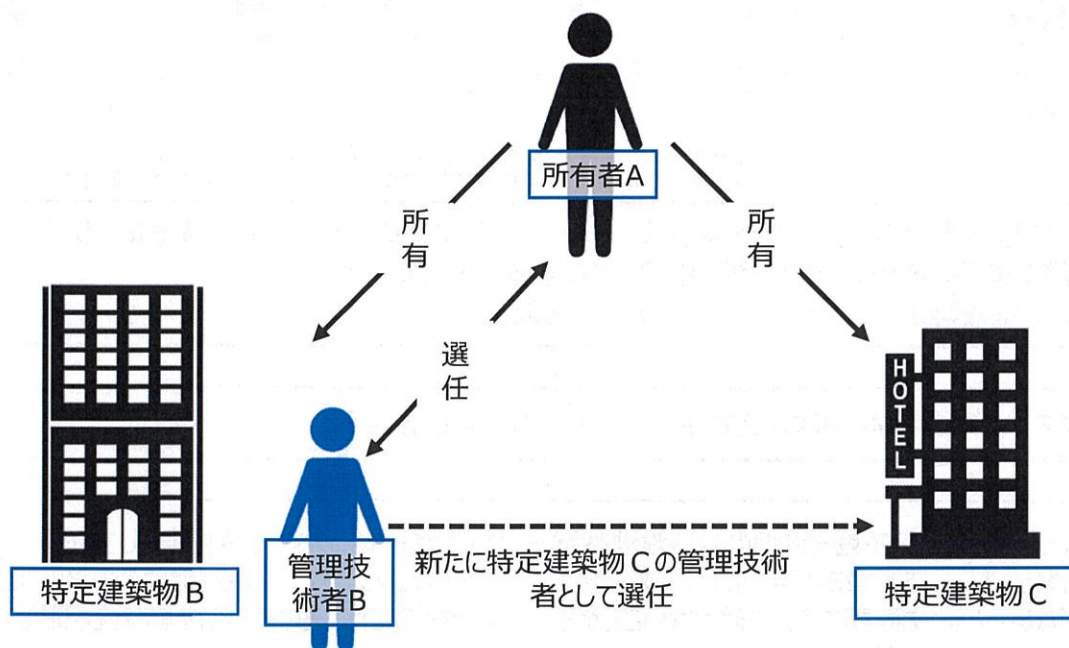 所有者A
所有
所有
選任
HOTEL
管理技
術者B
新たに特定建築物Cの管理技術
者として選任
特定建築物B
特定建築物C